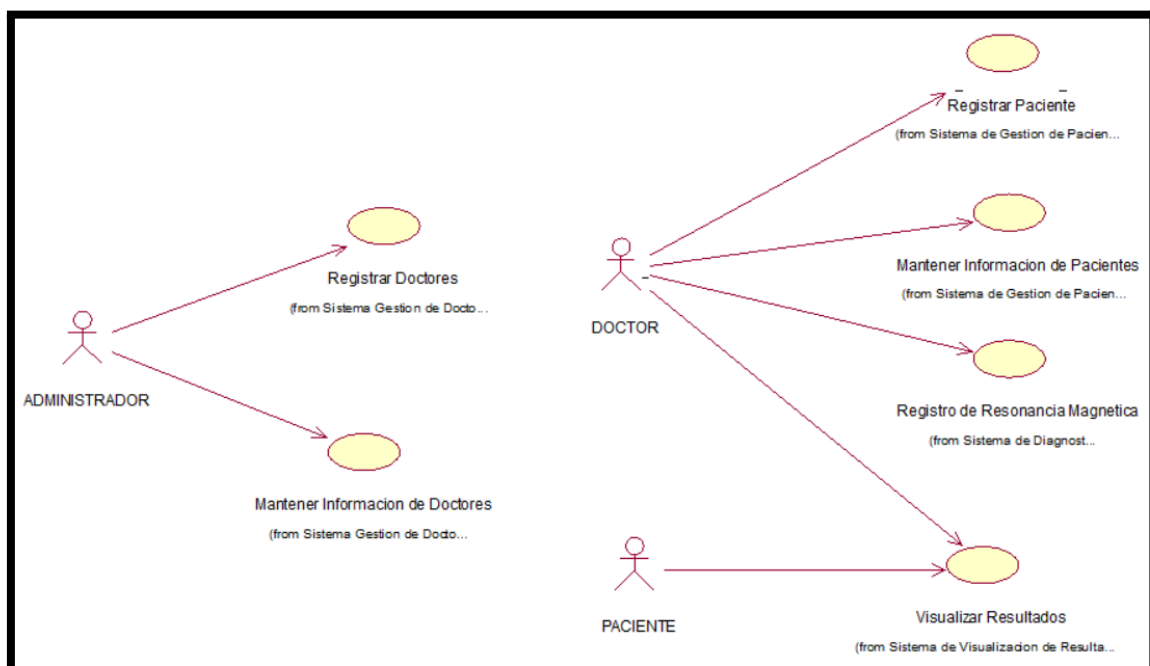 Registrar Paciente
(from Sistema de Gestion de Pacien...
Registrar Doctores
(from Sistema Gestion de Docto...
ADMINISTRADOR
Mantener Informacion de Doctores
(from Sistema Gestion de Docto...
DOCTOR
Mantener Informacion de Pacientes
(from Sistema de Gestion de Pacien...
Registro de Resonancia Magnetica
(from Sistema de Diagnost...
PACIENTE
Visualizar Resultados
(from Sistema de Visualizacion de Resulta...